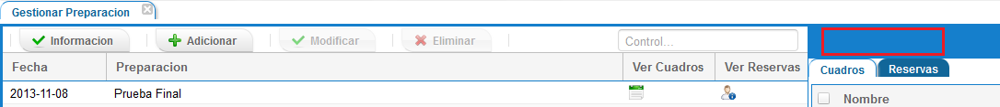 Gestionar Preparacion
Informacion Adicionar Modificar Eliminar Control...
Fecha Preparacion Ver Cuadros Ver Reservas Cuadros Reservas
2013-11-08 Prueba Final Nombre